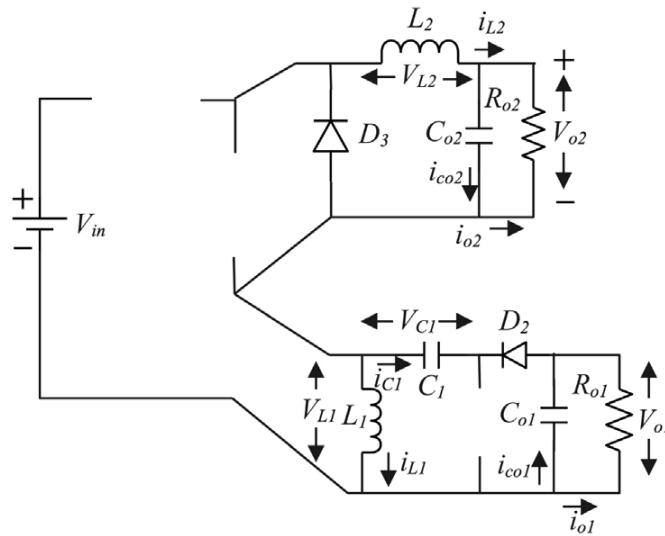 L2
iL2
+
VL2
Ro2
D3
Co2
Vo2
+
Vin
ico2
−
−
io2
VC1
D2
iC1
C1
Ro1
VL1
L1
Co1
Vo1
iL1
ico1
io1